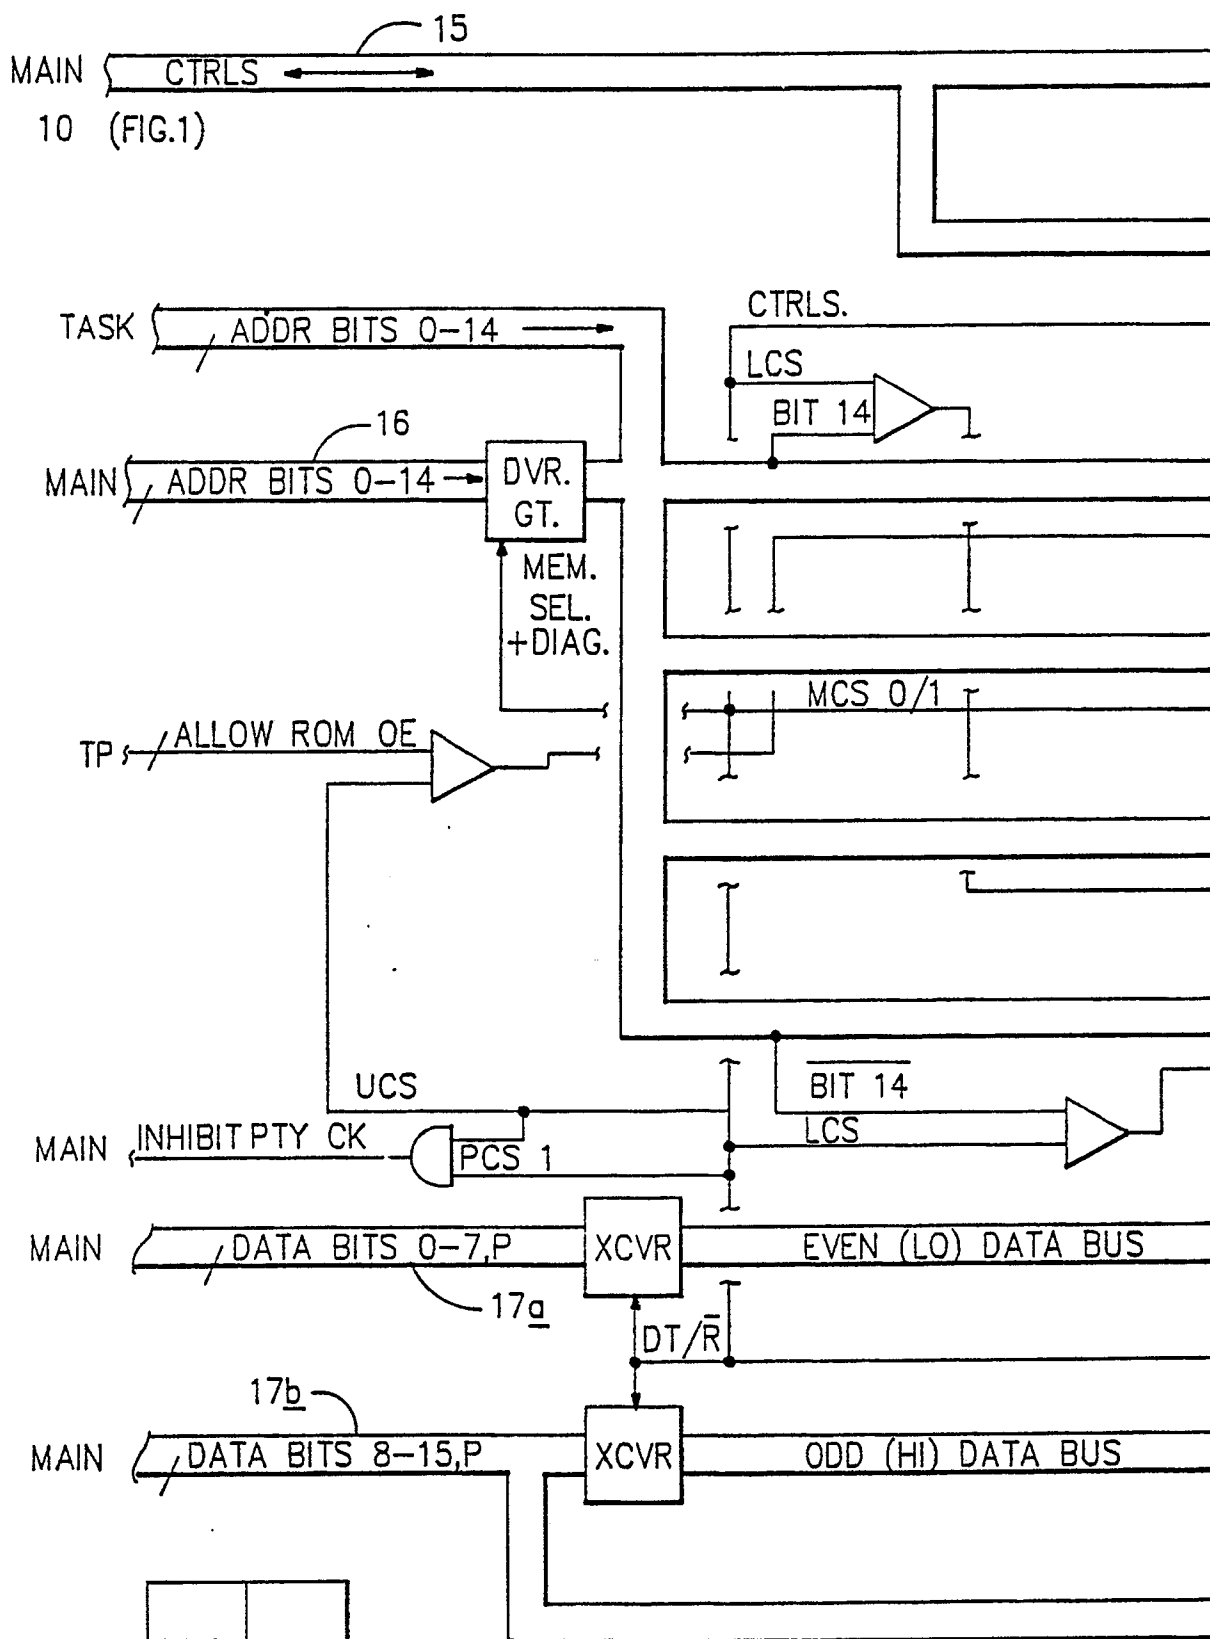 15
MAIN CTRLS
10 (FIG.1)
CTRLS.
TASK ADDR BITS 0-14
LCS
BIT 14
16
MAIN ADDR BITS 0-14
DVR.
GT.
MEM.
SEL.
+DIAG.
MCS 0/1
TP ALLOW ROM OE
UCS
B̅I̅T̅ ̅1̅4̅
LCS
MAIN INHIBIT PTY CK
PCS 1
MAIN DATA BITS 0-7,P XCVR EVEN (LO) DATA BUS
17a
DT/R̅
17b
MAIN DATA BITS 8-15,P XCVR ODD (HI) DATA BUS